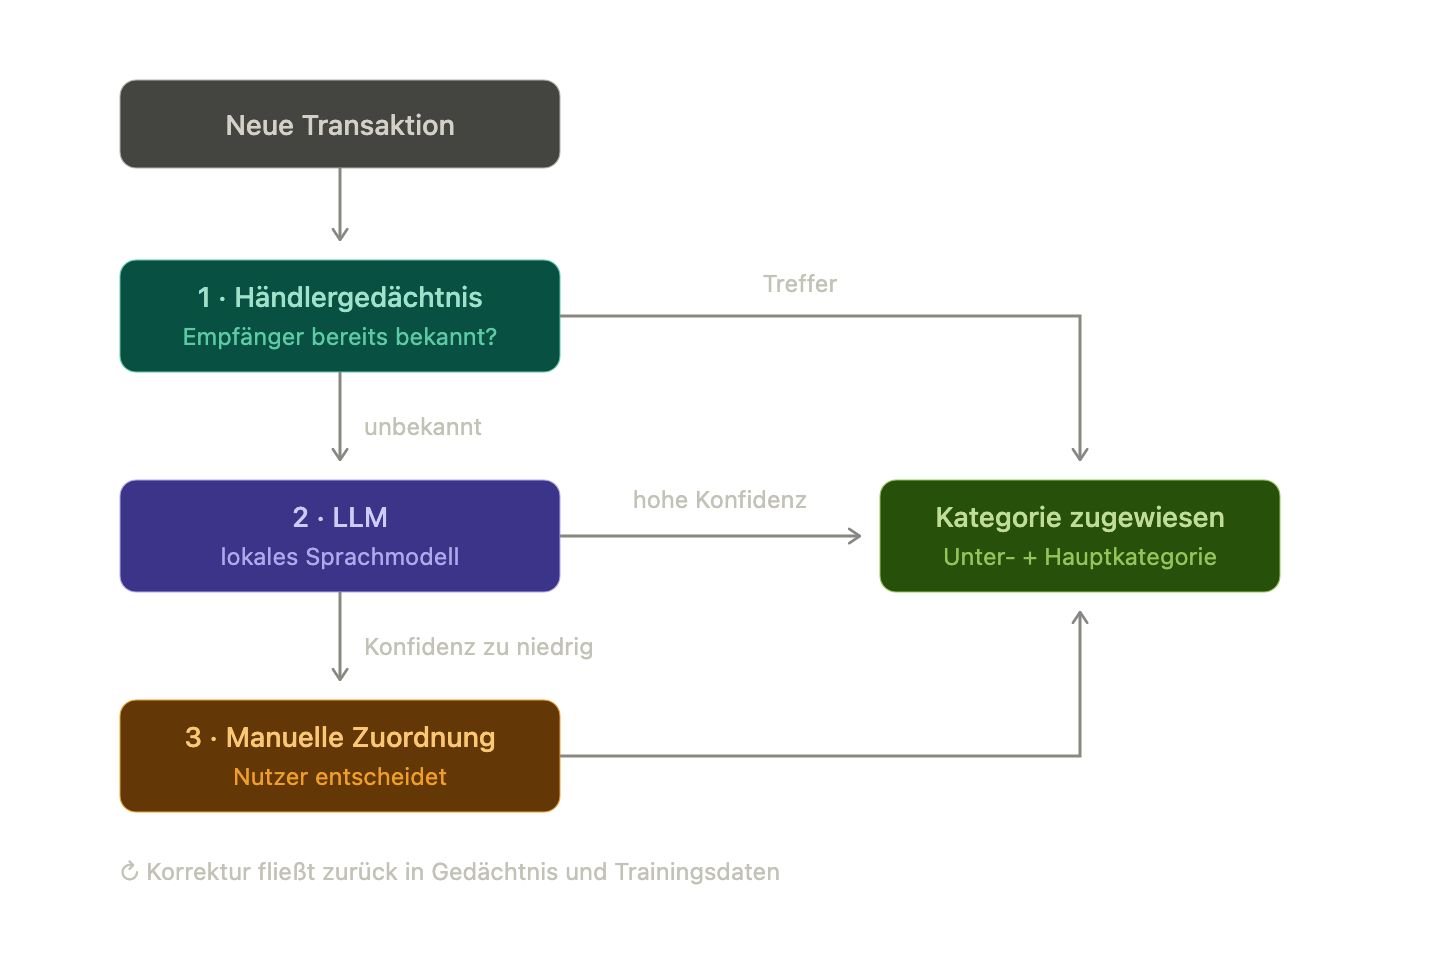 Neue Transaktion
1 · Händlergedächtnis
Empfänger bereits bekannt?
Treffer
unbekannt
2 · LLM
lokales Sprachmodell
hohe Konfidenz
Kategorie zugewiesen
Unter- + Hauptkategorie
Konfidenz zu niedrig
3 · Manuelle Zuordnung
Nutzer entscheidet
↻ Korrektur fließt zurück in Gedächtnis und Trainingsdaten